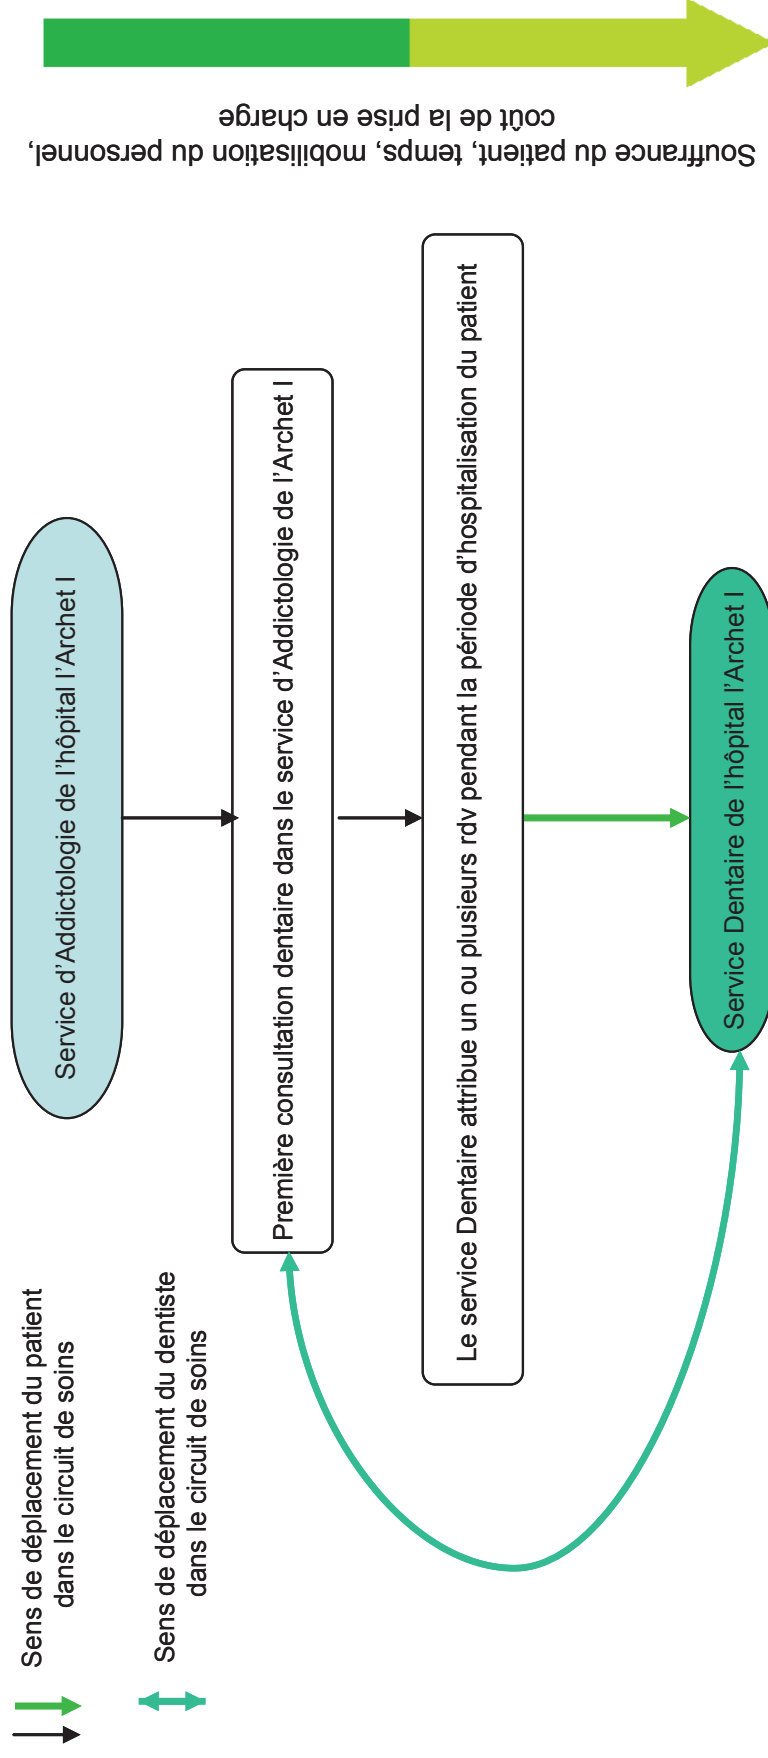 Service d'Addictologie de l'hôpital l'Archet I
Première consultation dentaire dans le service d'Addictologie de l'Archet I
Le service Dentaire attribue un ou plusieurs rdv pendant la période d'hospitalisation du patient
Service Dentaire de l'hôpital l'Archet I
Sens de déplacement du patient
dans le circuit de soins
Sens de déplacement du dentiste
dans le circuit de soins
Souffrance du patient, temps, mobilisation du personnel,
coût de la prise en charge